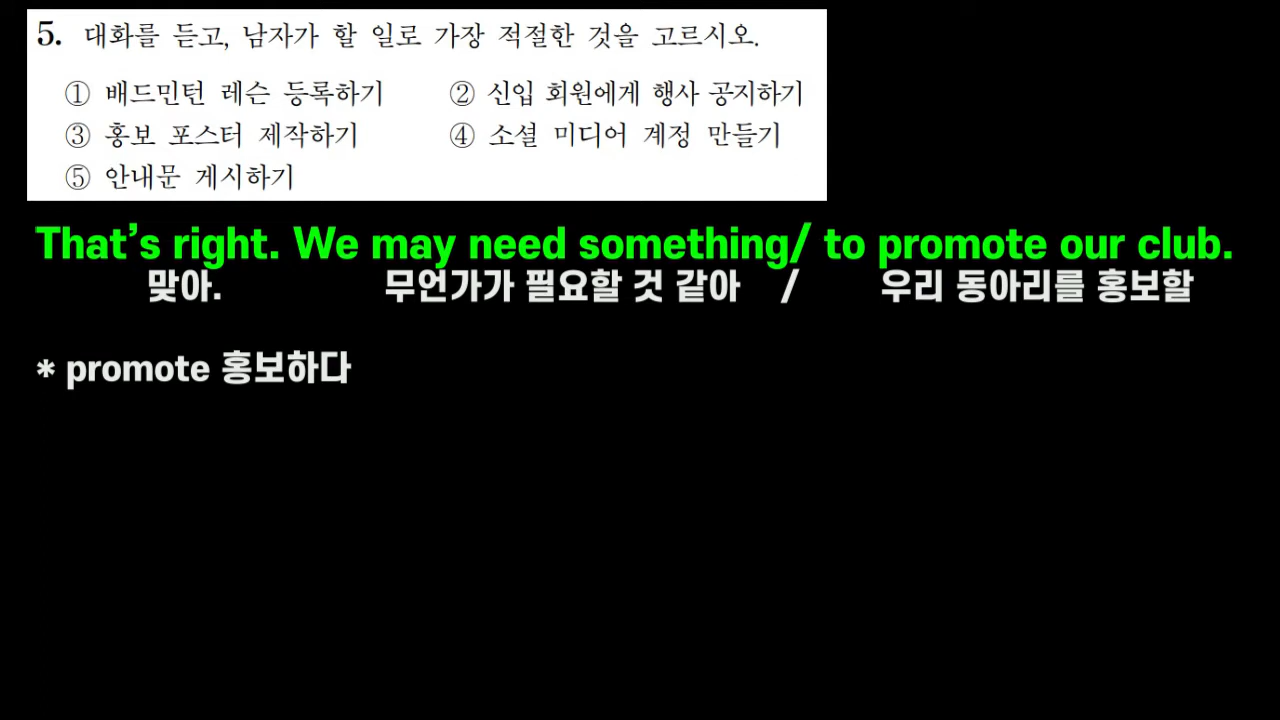 5. 대화를 듣고, 남자가 할 일로 가장 적절한 것을 고르시오.
① 배드민턴 레슨 등록하기 ② 신입 회원에게 행사 공지하기
③ 홍보 포스터 제작하기 ④ 소셜 미디어 계정 만들기
⑤ 안내문 게시하기
That's right. We may need something/ to promote our club.
맞아. 무언가가 필요할 것 같아 / 우리 동아리를 홍보할
* promote 홍보하다